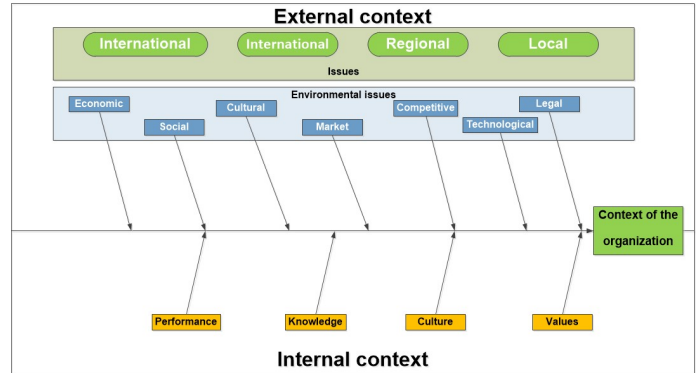 External context
International
International
Regional
Local
Issues
Environmental issues
Economic
Cultural
Competitive
Legal
Social
Market
Technological
Context of the
organization
Performance
Knowledge
Culture
Values
Internal context